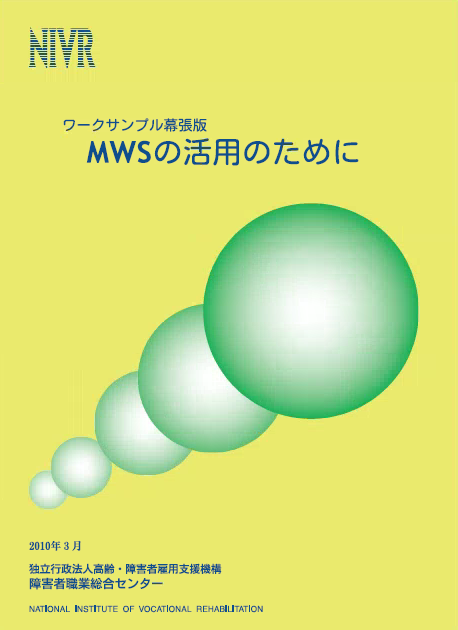 NIVR
ワークサンプル幕張版
MWSの活用のために
2010年3月
独立行政法人高齢・障害者雇用支援機構
障害者職業総合センター
NATIONAL INSTITUTE OF VOCATIONAL REHABILITATION